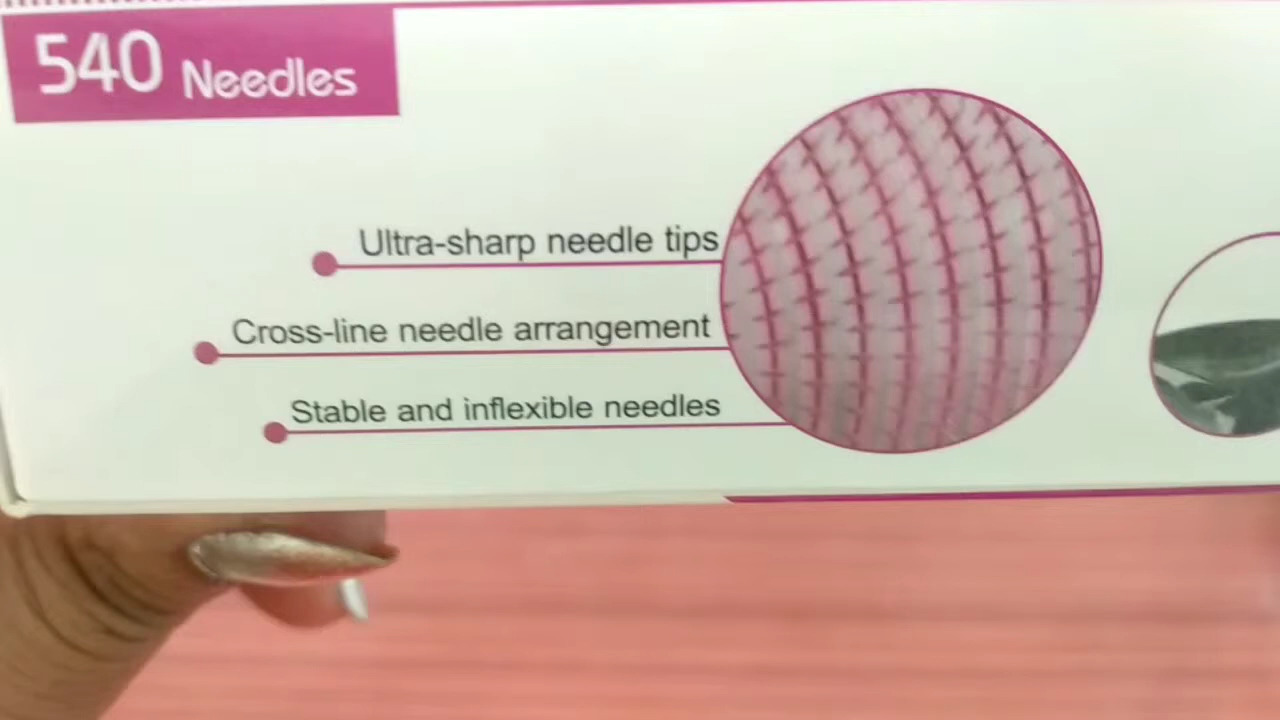 540 Needles
Ultra-sharp needle tips
Cross-line needle arrangement
Stable and inflexible needles